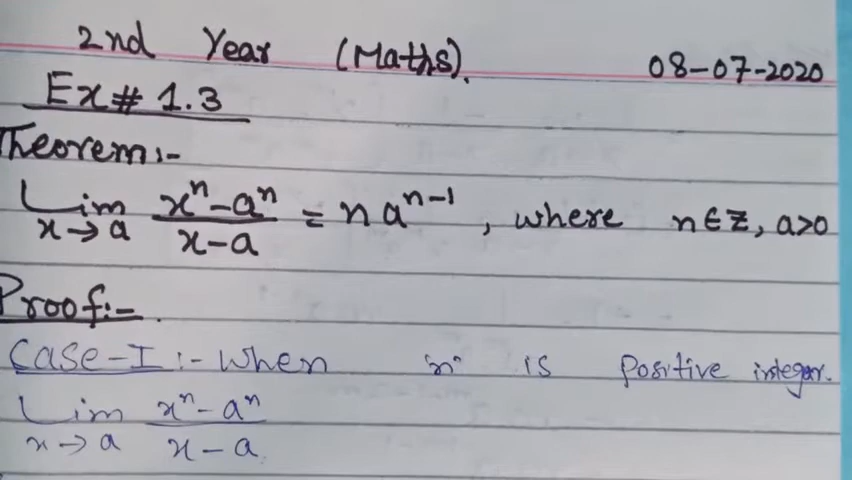 2nd Year (Maths).
08-07-2020
Ex# 1.3
Theorem:-
Lim x→a (xⁿ-aⁿ)/(x-a) = n aⁿ⁻¹, where n∈Z, a>0
Proof:-.
Case-I:- When 'n' is Positive integer.
Lim x→a (xⁿ-aⁿ)/(x-a)